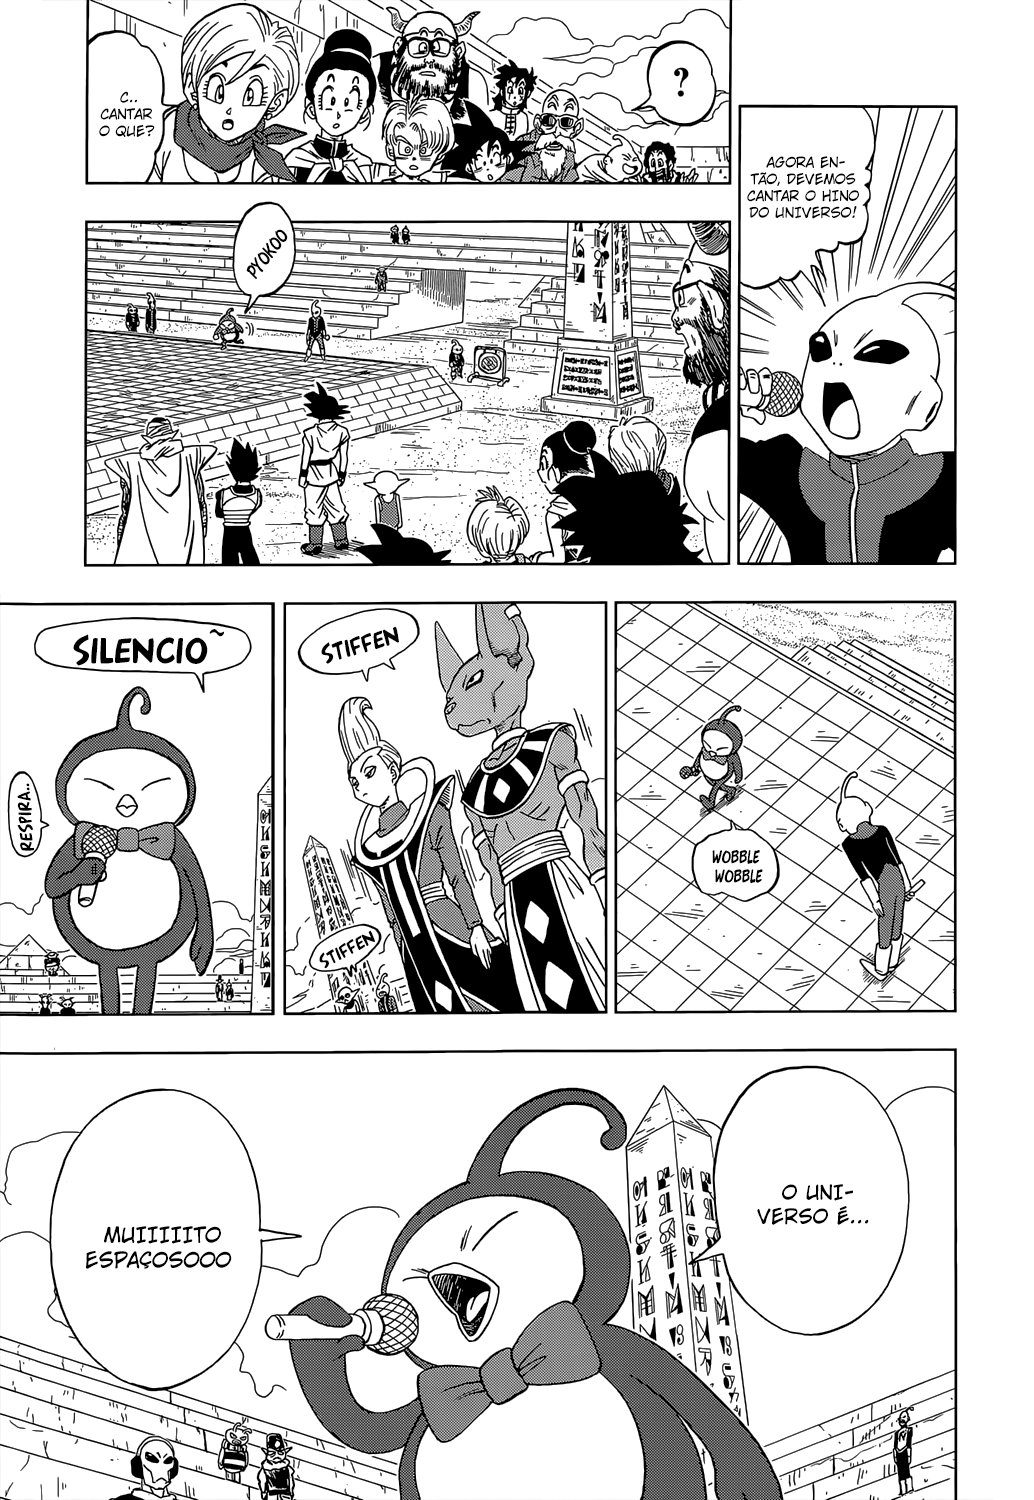 AGORA EN-
TÃO, DEVEMOS
CANTAR O HINO
DO UNIVERSO!
?
C..
CANTAR
O QUE?
PYOKOO
WOBBLE
WOBBLE
STIFFEN
STIFFEN
SILENCIO~
RESPIRA..
O UNI-
VERSO É...
MUIIIIITO
ESPAÇOSOOO